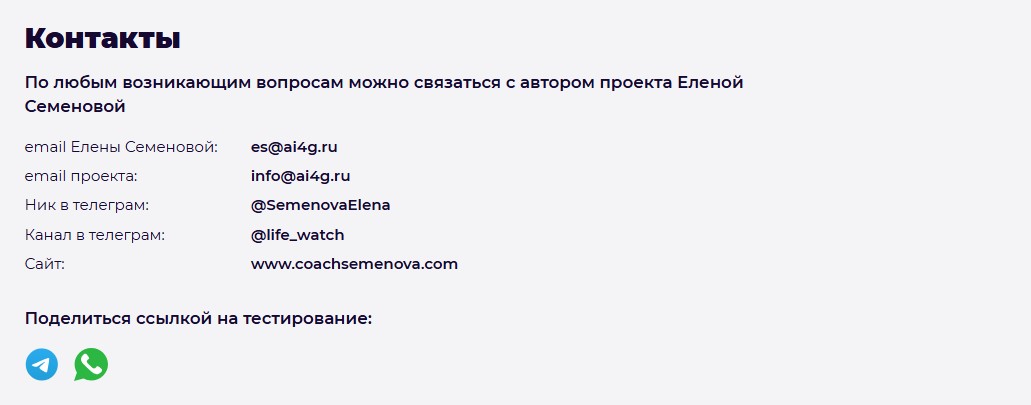 Контакты
По любым возникающим вопросам можно связаться с автором проекта Еленой
Семеновой
email Елены Семеновой: es@ai4g.ru
email проекта: info@ai4g.ru
Ник в телеграм: @SemenovaElena
Канал в телеграм: @life_watch
Сайт: www.coachsemenova.com
Поделиться ссылкой на тестирование: